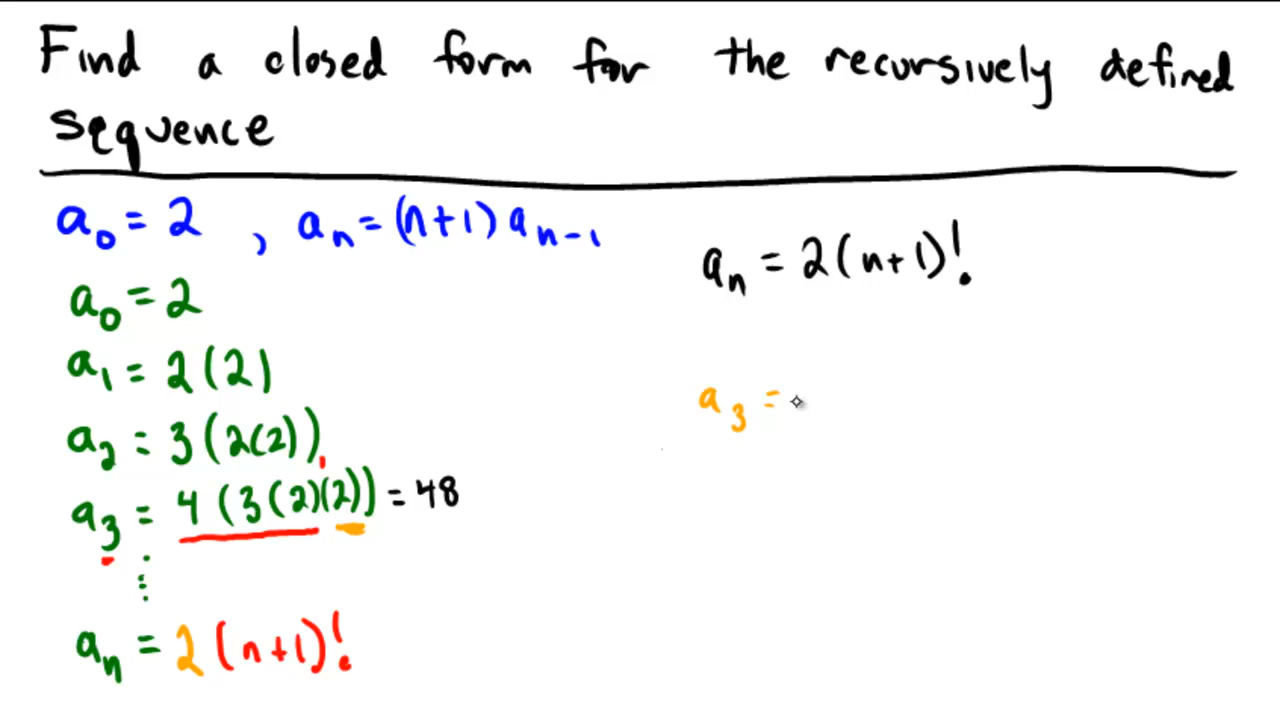 Find a closed form for the recursively defined
sequence
a₀ = 2 , aₙ = (n+1) aₙ₋₁
a₀ = 2
a₁ = 2(2)
a₂ = 3(2(2))
a₃ = 4(3(2)(2)) = 48
⋮
aₙ = 2(n+1)!
aₙ = 2(n+1)!
a₃ =